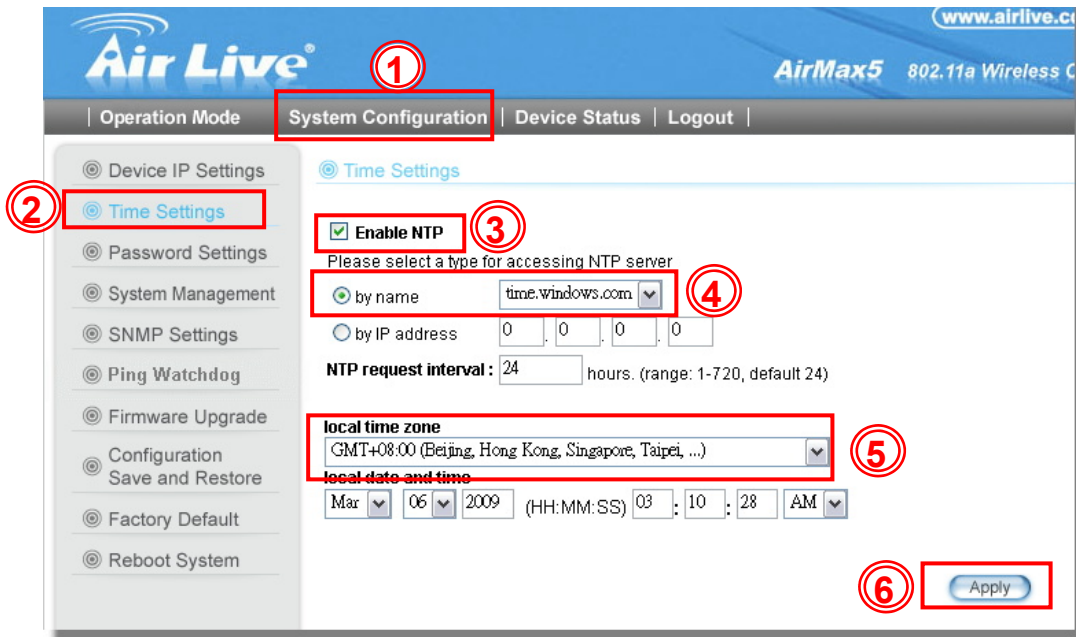 www.airlive.c
Air Live®
1
AirMax5 802.11a Wireless C
| Operation Mode System Configuration | Device Status | Logout |
Device IP Settings
2
Time Settings
Password Settings
System Management
SNMP Settings
Ping Watchdog
Firmware Upgrade
Configuration
Save and Restore
Factory Default
Reboot System
Time Settings
Enable NTP
3
Please select a type for accessing NTP server
by name time.windows.com
4
by IP address 0 . 0 . 0 . 0
NTP request interval : 24 hours. (range: 1-720, default 24)
local time zone
GMT+08:00 (Beijing, Hong Kong, Singapore, Taipei, ...)
5
local date and time
Mar 06 2009 (HH:MM:SS) 03 : 10 : 28 AM
6
Apply